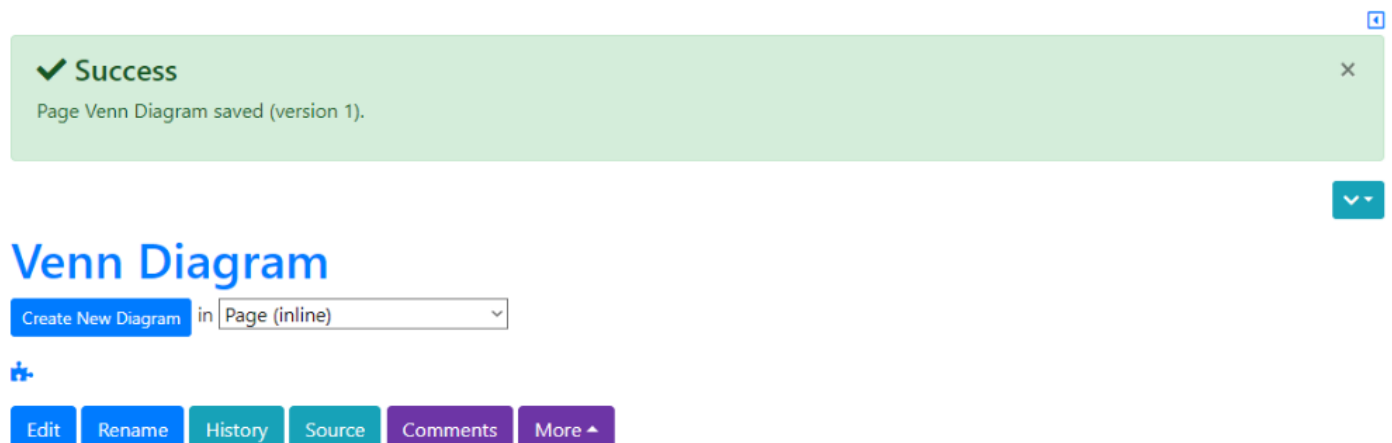 Success
Page Venn Diagram saved (version 1).
Venn Diagram
Create New Diagram in Page (inline)
Edit Rename History Source Comments More